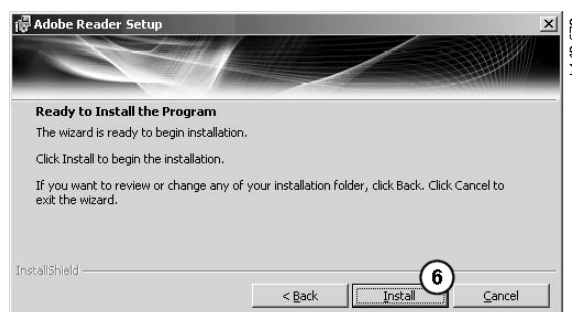 Adobe Reader Setup
Ready to Install the Program
The wizard is ready to begin installation.
Click Install to begin the installation.
If you want to review or change any of your installation folder, click Back. Click Cancel to
exit the wizard.
InstallShield
6
< Back Install Cancel